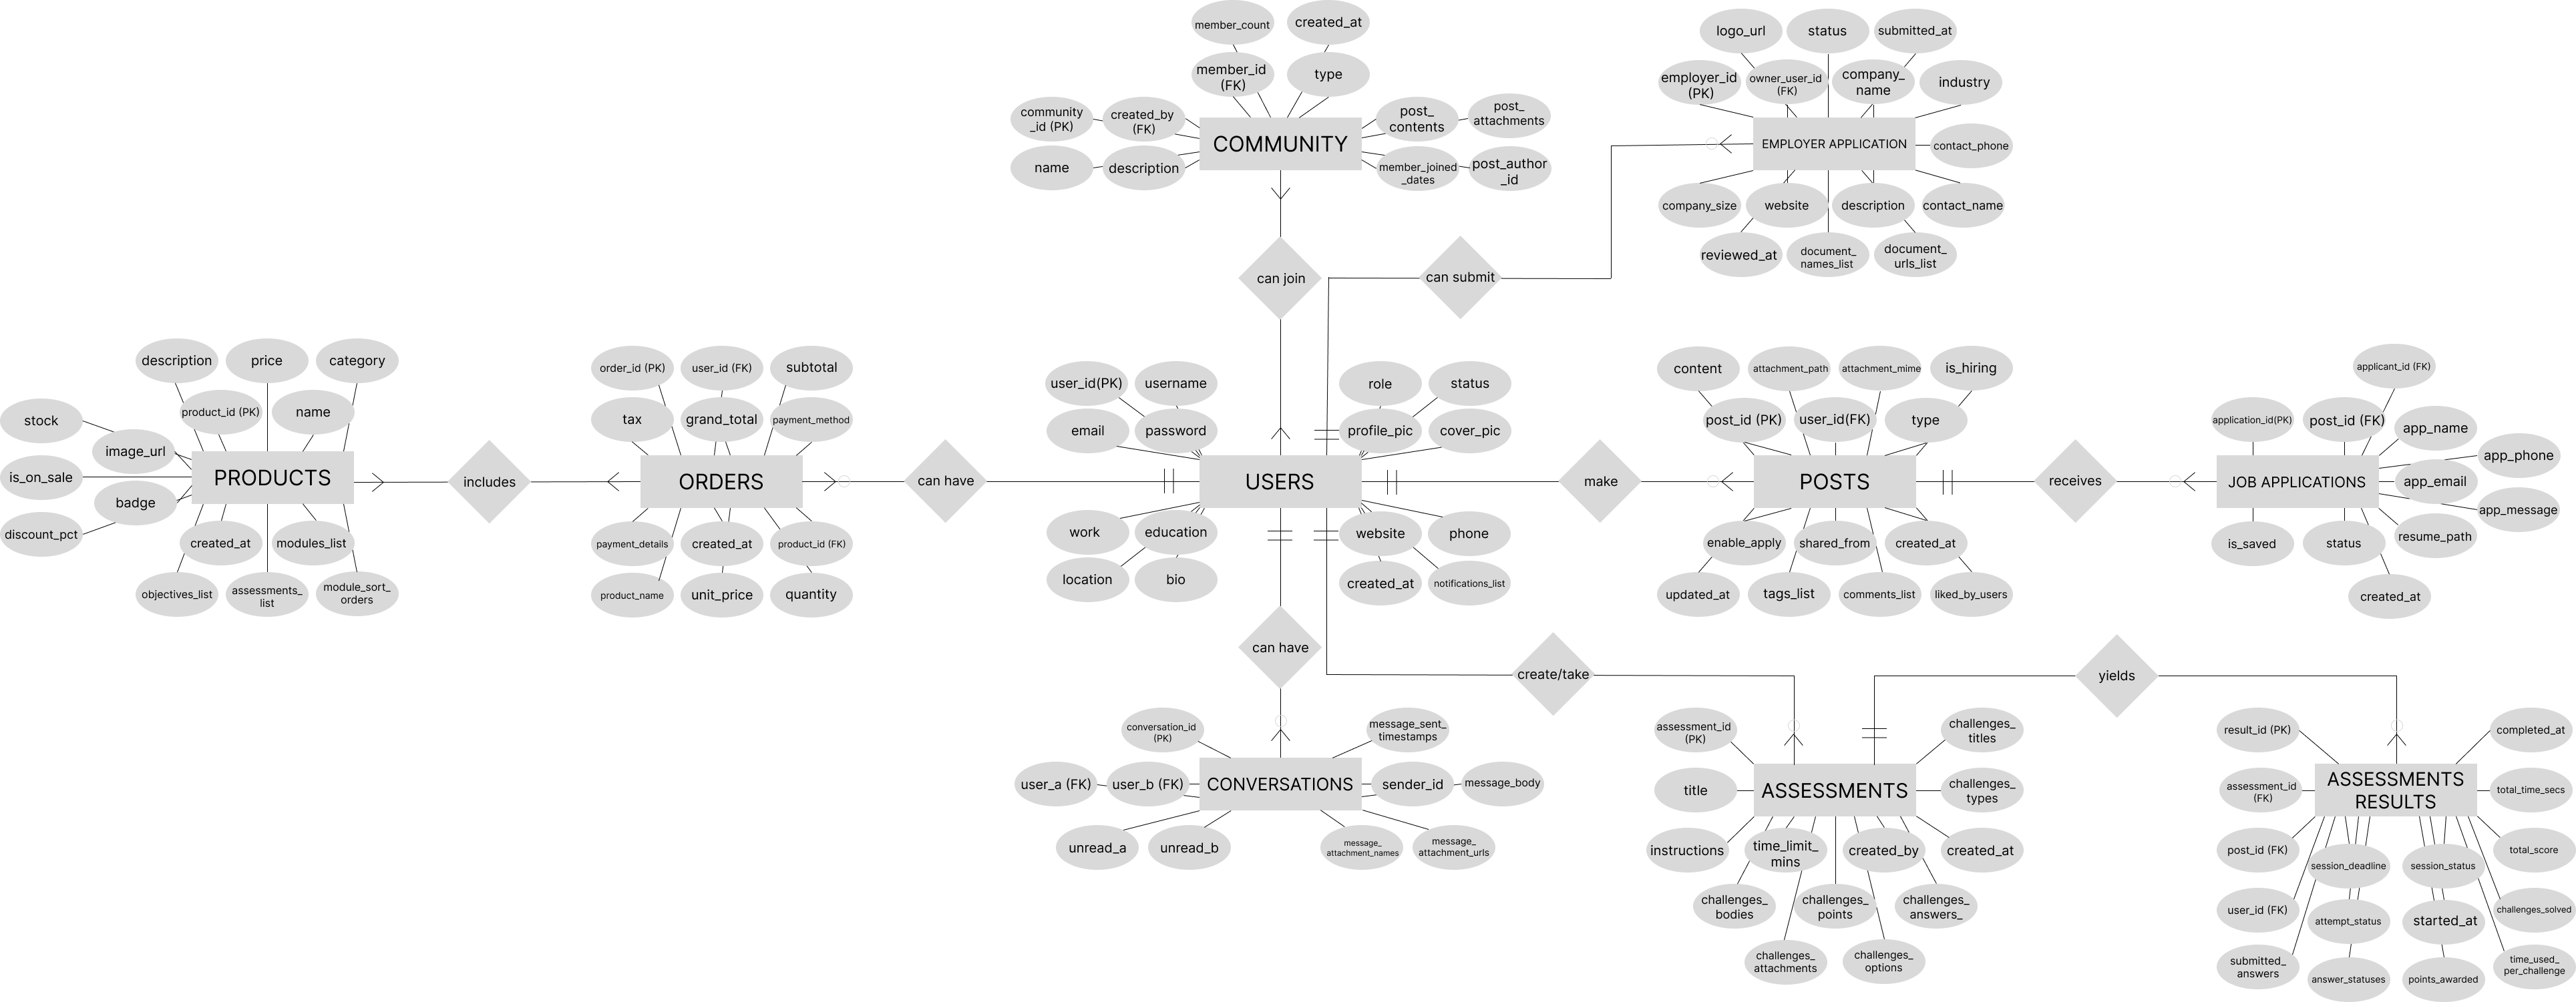 member_count
created_at
member_id
(FK)
type
community
_id (PK)
created_by
(FK)
post_
contents
post_
attachments
COMMUNITY
name
description
member_joined
_dates
post_author
_id
logo_url
status
submitted_at
employer_id
(PK)
owner_user_id
(FK)
company_
name
industry
EMPLOYER APPLICATION
contact_phone
company_size
website
description
contact_name
reviewed_at
document_
names_list
document_
urls_list
can join
can submit
description
price
category
product_id (PK)
name
stock
image_url
is_on_sale
PRODUCTS
badge
discount_pct
created_at
modules_list
objectives_list
assessments_
list
module_sort_
orders
includes
order_id (PK)
user_id (FK)
subtotal
tax
grand_total
payment_method
ORDERS
payment_details
created_at
product_id (FK)
product_name
unit_price
quantity
can have
user_id(PK)
username
role
status
email
password
profile_pic
cover_pic
USERS
work
education
website
phone
location
bio
created_at
notifications_list
make
content
attachment_path
attachment_mime
is_hiring
post_id (PK)
user_id(FK)
type
POSTS
enable_apply
shared_from
created_at
updated_at
tags_list
comments_list
liked_by_users
receives
applicant_id (FK)
application_id(PK)
post_id (FK)
app_name
app_phone
JOB APPLICATIONS
app_email
app_message
is_saved
status
resume_path
created_at
can have
create/take
yields
conversation_id
(PK)
message_sent_
timestamps
user_a (FK)
user_b (FK)
CONVERSATIONS
sender_id
message_body
unread_a
unread_b
message_
attachment_names
message_
attachment_urls
assessment_id
(PK)
challenges_
titles
title
ASSESSMENTS
challenges_
types
instructions
time_limit_
mins
created_by
created_at
challenges_
bodies
challenges_
points
challenges_
answers_
challenges_
attachments
challenges_
options
result_id (PK)
completed_at
assessment_id
(FK)
ASSESSMENTS
RESULTS
total_time_secs
post_id (FK)
session_deadline
session_status
total_score
user_id (FK)
attempt_status
started_at
challenges_solved
submitted_
answers
answer_statuses
points_awarded
time_used_
per_challenge